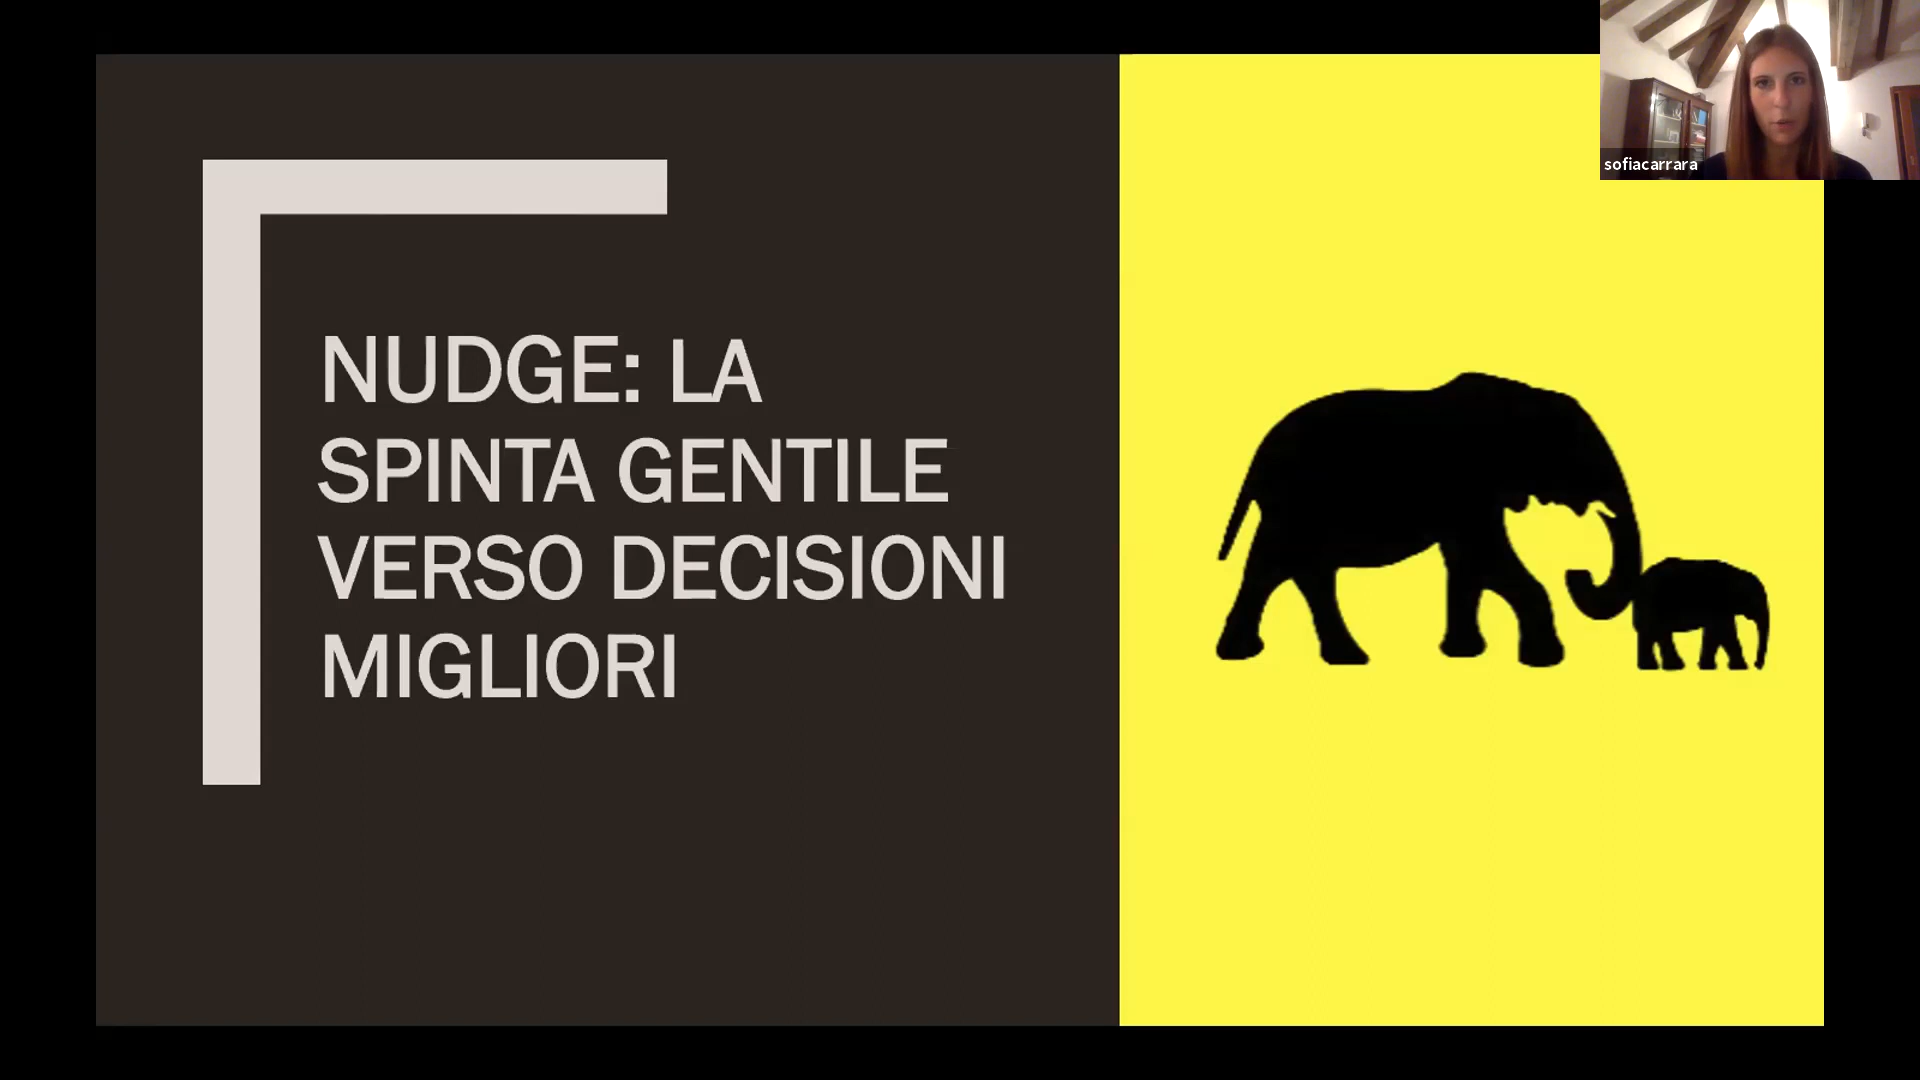 sofiacarrara
NUDGE: LA
SPINTA GENTILE
VERSO DECISIONI
MIGLIORI